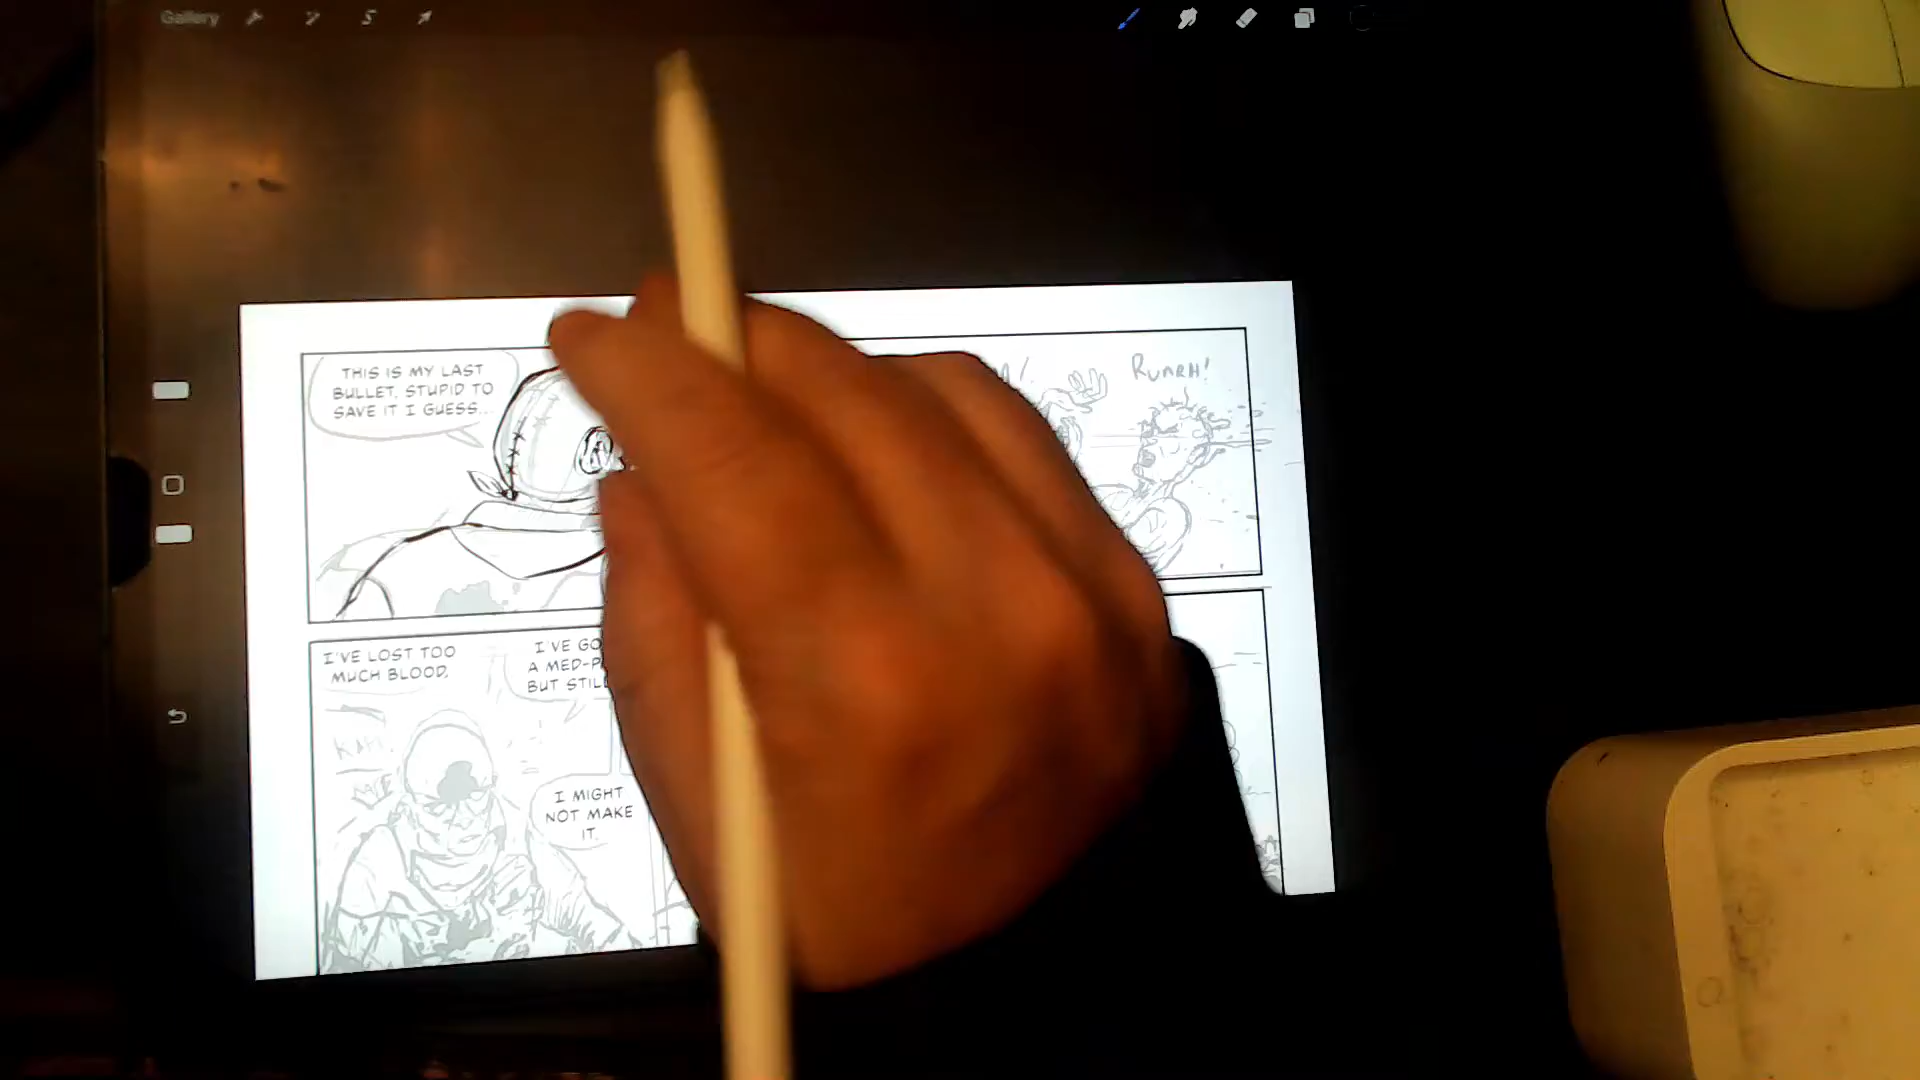 Gallery
THIS IS MY LAST
BULLET. STUPID TO
SAVE IT I GUESS...
RUARH!
I'VE LOST TOO
MUCH BLOOD,
I'VE GO
A MED-P
BUT STIL
I MIGHT
NOT MAKE
IT.